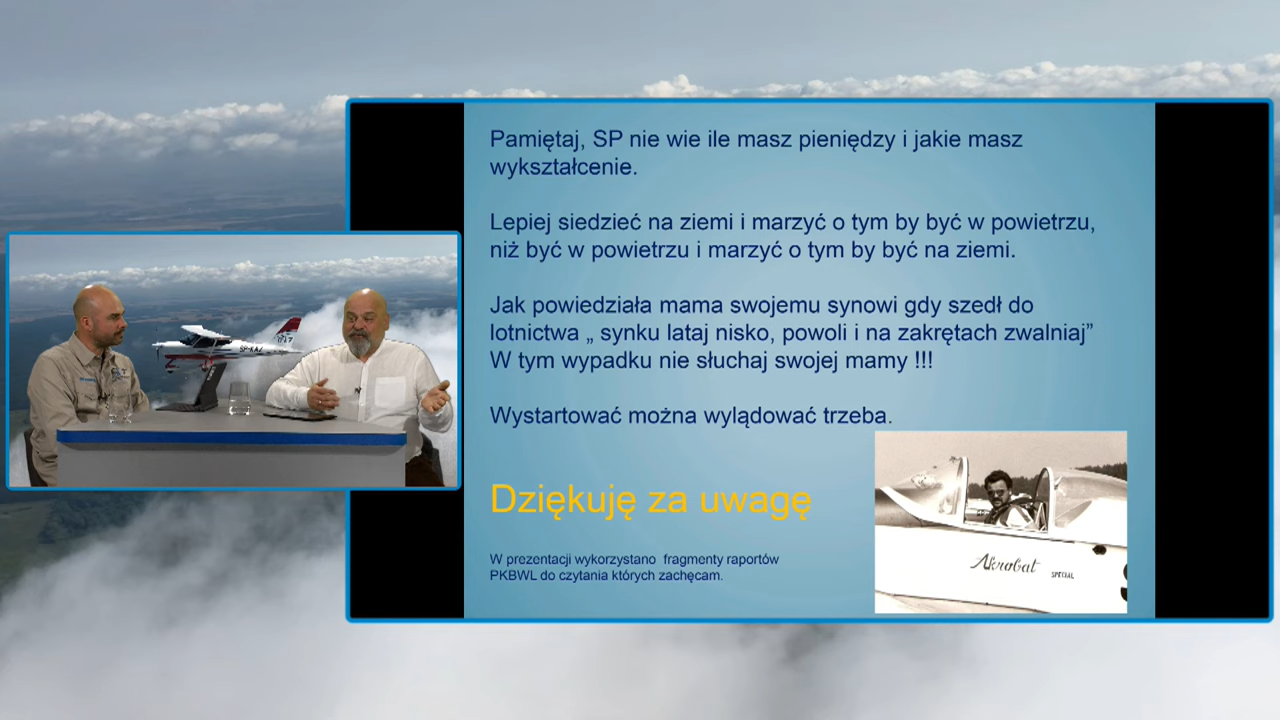 Pamiętaj, SP nie wie ile masz pieniędzy i jakie masz
wykształcenie.
Lepiej siedzieć na ziemi i marzyć o tym by być w powietrzu,
niż być w powietrzu i marzyć o tym by być na ziemi.
Jak powiedziała mama swojemu synowi gdy szedł do
lotnictwa „ synku lataj nisko, powoli i na zakrętach zwalniaj”
W tym wypadku nie słuchaj swojej mamy !!!
Wystartować można wylądować trzeba.
Dziękuję za uwagę
W prezentacji wykorzystano fragmenty raportów
PKBWL do czytania których zachęcam.
Akrobat
SPECIAL
SP-KAZ